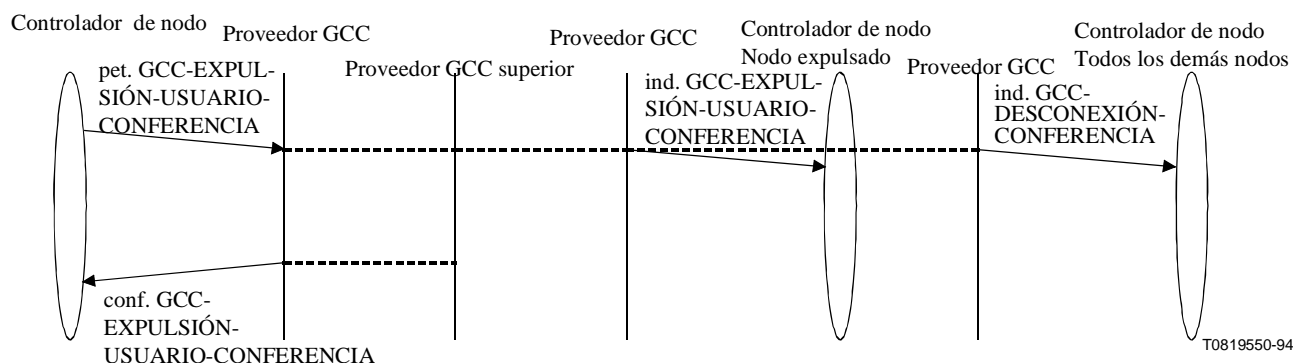 Controlador de nodo
Proveedor GCC
Proveedor GCC superior
Proveedor GCC
Controlador de nodo
Nodo expulsado
Proveedor GCC
Controlador de nodo
Todos los demás nodos
pet. GCC-EXPUL-
SIÓN-USUARIO-
CONFERENCIA
ind. GCC-EXPUL-
SIÓN-USUARIO-
CONFERENCIA
ind. GCC-
DESCONEXIÓN-
CONFERENCIA
conf. GCC-
EXPULSIÓN-
USUARIO-CONFERENCIA
T0819550-94